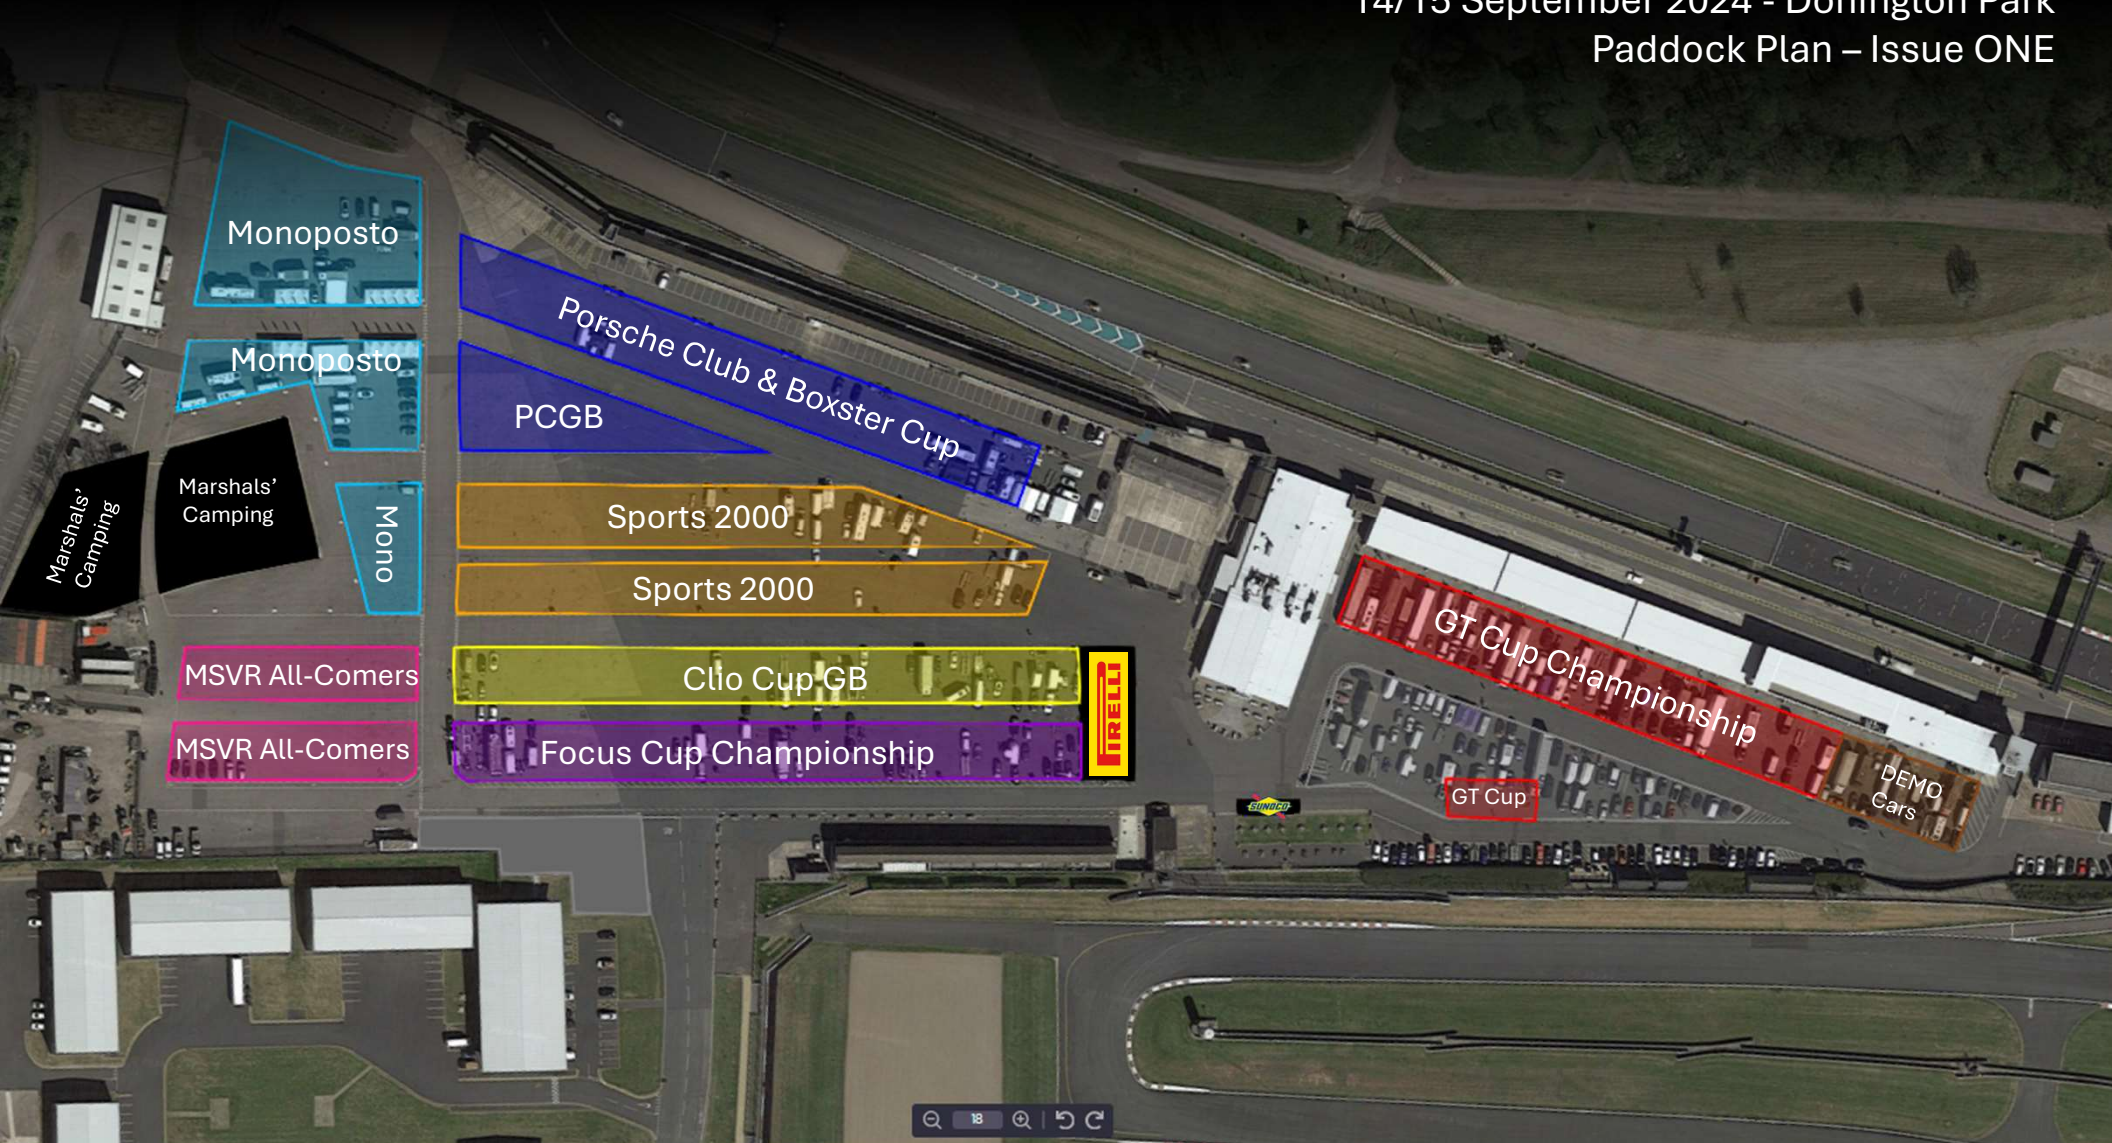 14/15 September 2024 - Donington Park
Paddock Plan – Issue ONE
Monoposto
Monoposto
Porsche Club & Boxster Cup
PCGB
Marshals'
Camping
Marshals'
Camping
Mono
Sports 2000
Sports 2000
MSVR All-Comers
Clio Cup GB
PIRELLI
MSVR All-Comers
Focus Cup Championship
GT Cup Championship
DEMO
Cars
GT Cup
SUNOCO
18